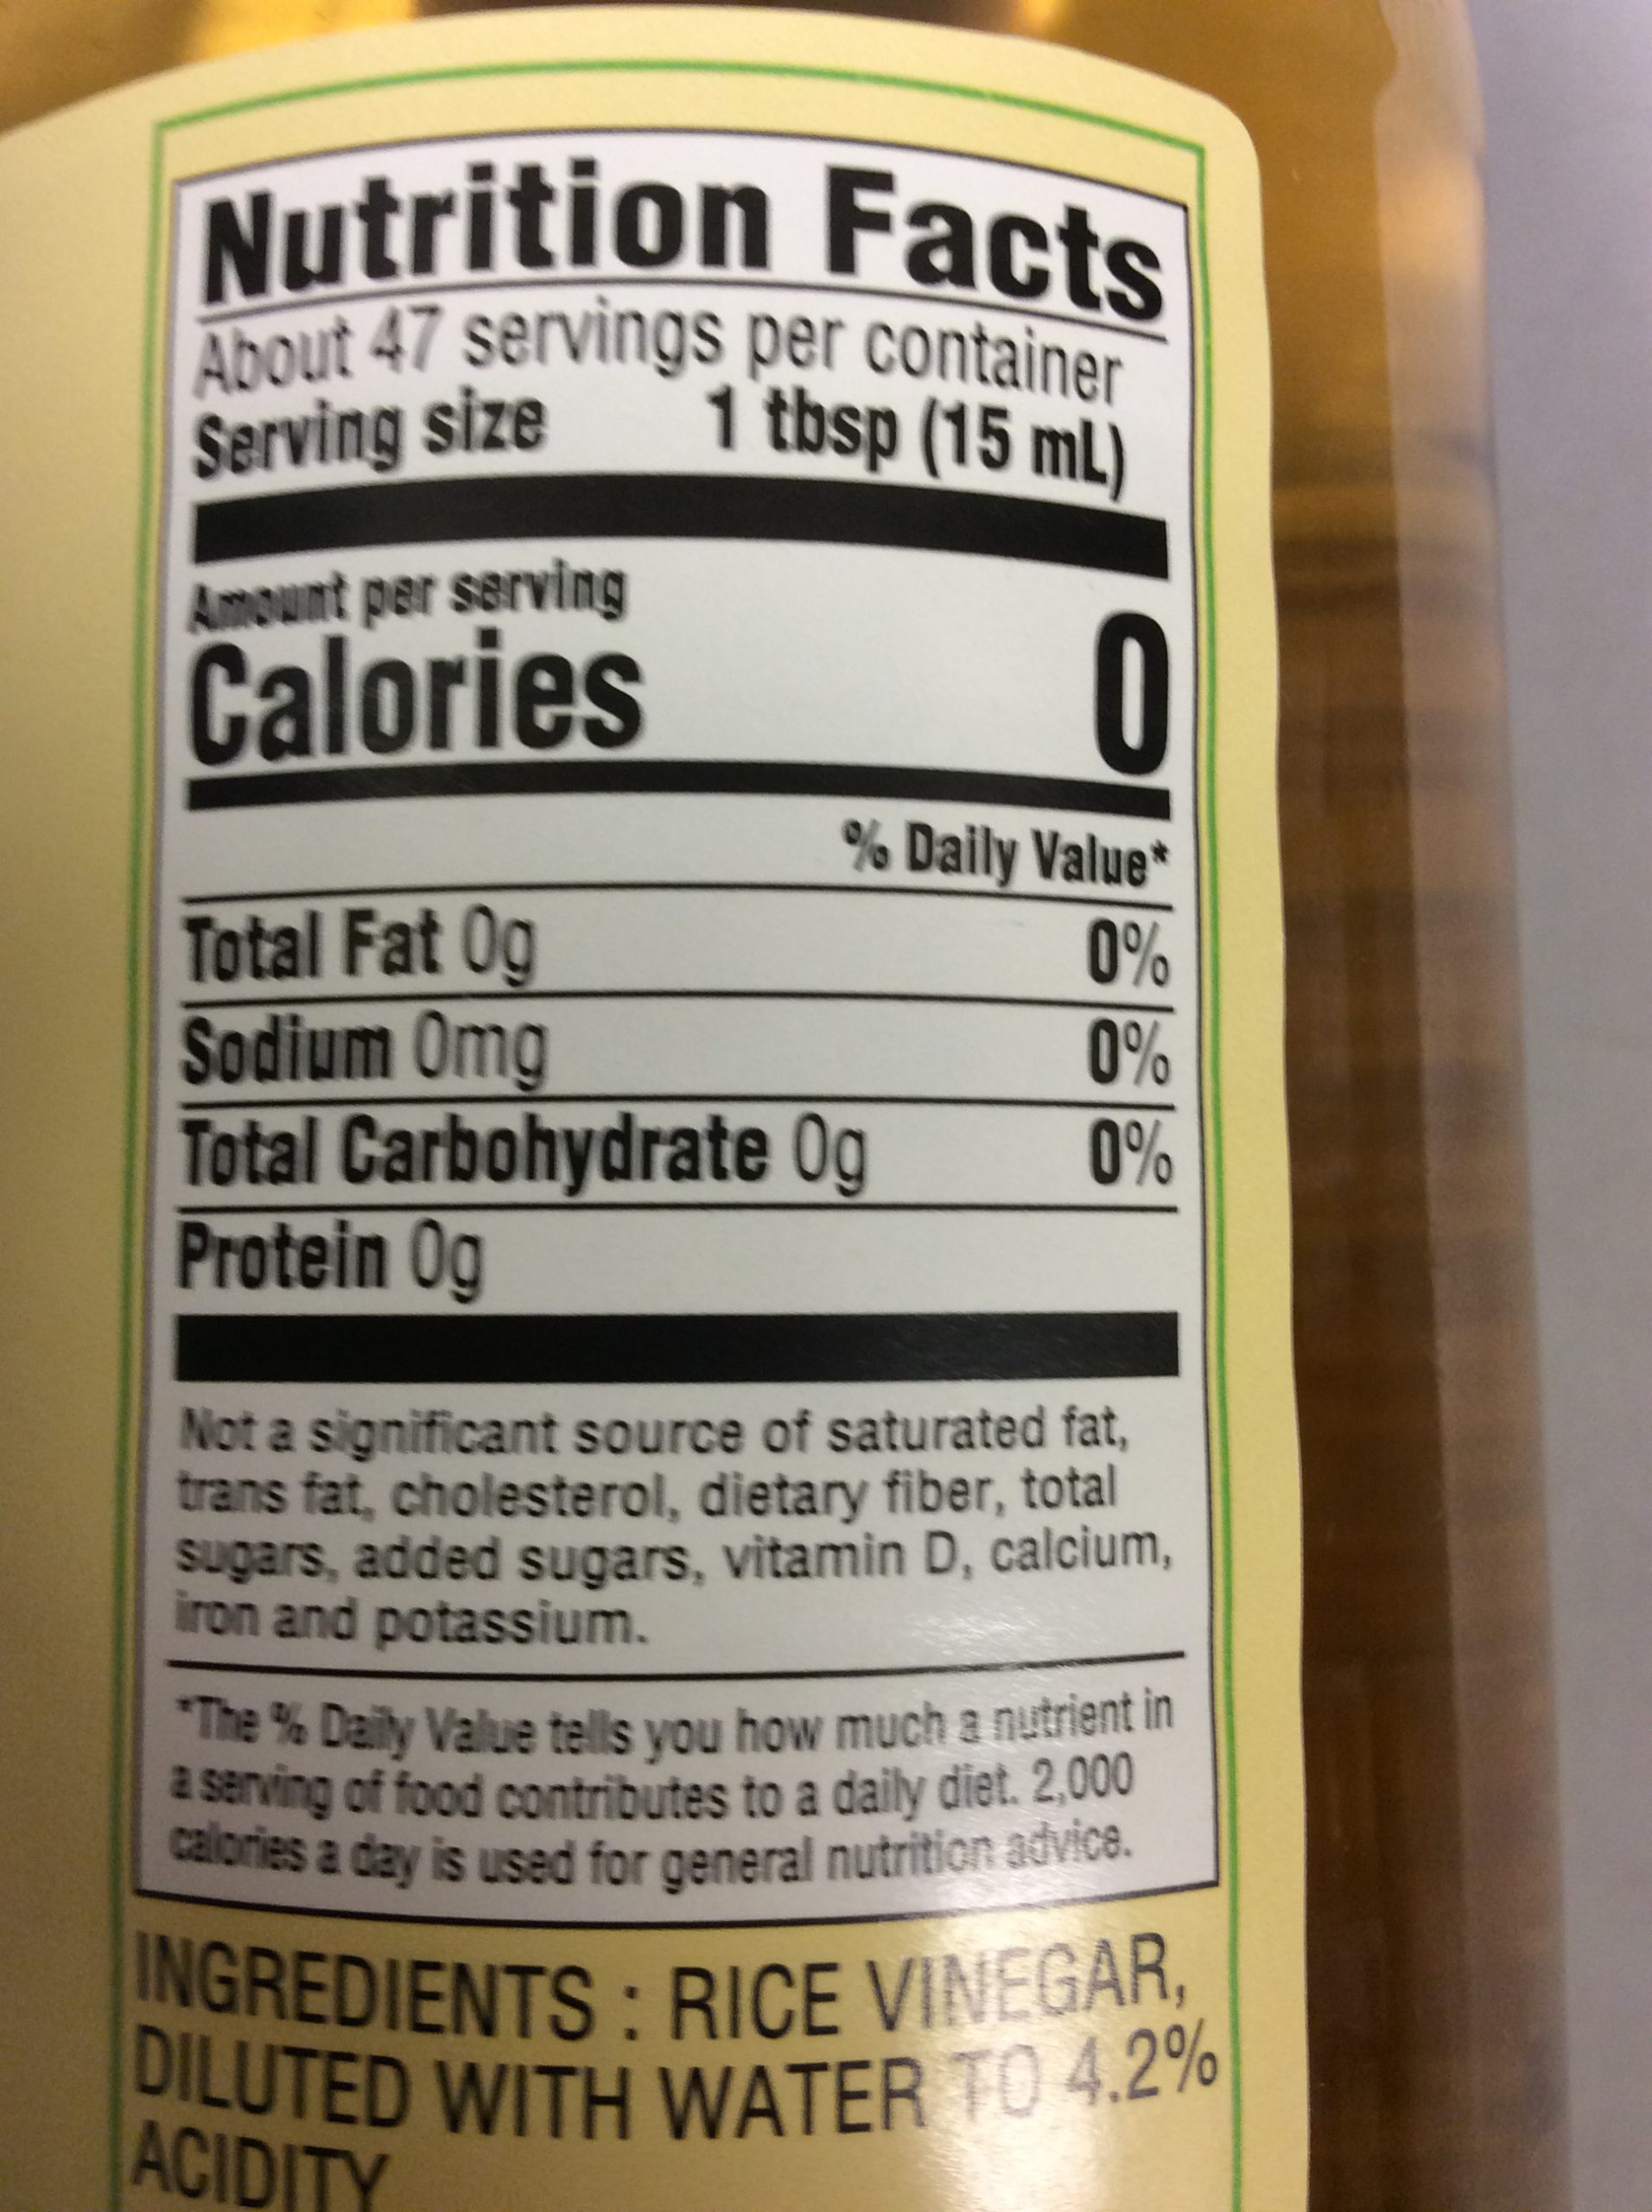 Nutrition Facts
About 47 servings per container
Serving size 1 tbsp (15 mL)
Amount per serving
Calories 0
% Daily Value*
Total Fat 0g 0%
Sodium 0mg 0%
Total Carbohydrate 0g 0%
Protein 0g
Not a significant source of saturated fat,
trans fat, cholesterol, dietary fiber, total
sugars, added sugars, vitamin D, calcium,
iron and potassium.
*The % Daily Value tells you how much a nutrient in
a serving of food contributes to a daily diet. 2,000
calories a day is used for general nutrition advice.
INGREDIENTS : RICE VINEGAR,
DILUTED WITH WATER TO 4.2%
ACIDITY